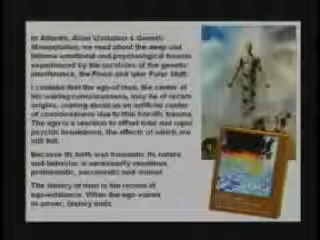 In Atlantis, Alien Visitation & Genetic
Manipulation, we read about the deep and
intense emotional and psychological trauma
experienced by the survivors of the genetic
interference, the Flood and later Polar Shift.
I contend that the ego of man, the center of
his waking consciousness, may be of recent
origins, coming about as an artificial center
of consciousness due to this horrific trauma.
The ego is a reaction to offset total and rapid
psychic breakdown, the effects of which are
still felt.
Because its birth was traumatic its nature
and behavior is necessarily
problematic, and
The history of man is the record of
ego-existence. When the ego wanes
in power, history ends